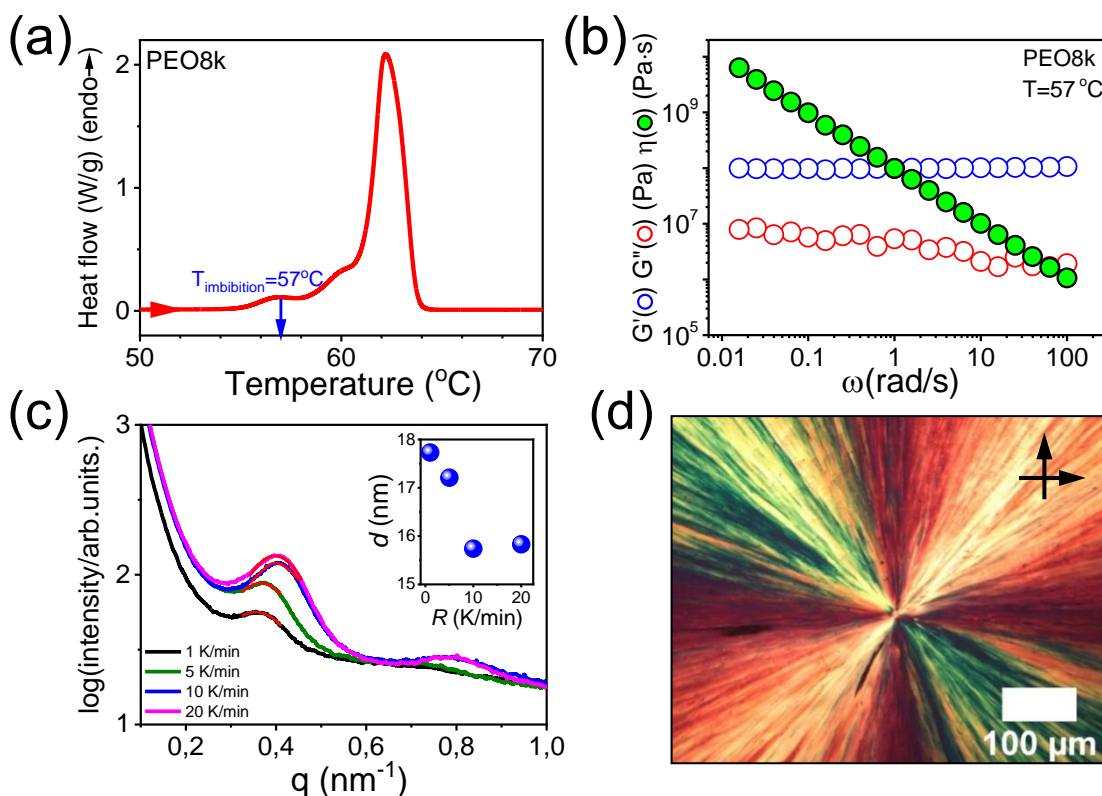 (a)
PEO8k
Heat flow (W/g) (endo→)
2
1
0
T_imbibition=57°C
50
60
70
Temperature (°C)
(b)
PEO8k
T=57 °C
G'(○) G"(○) (Pa) η(●) (Pa·s)
10^9
10^7
10^5
0.01
0.1
1
10
100
ω(rad/s)
(c)
log(intensity/arb.units.)
3
2
1
1 K/min
5 K/min
10 K/min
20 K/min
0,2
0,4
0,6
0,8
1,0
q (nm^-1)
d (nm)
18
17
16
15
0
10
20
R (K/min)
(d)
100 µm